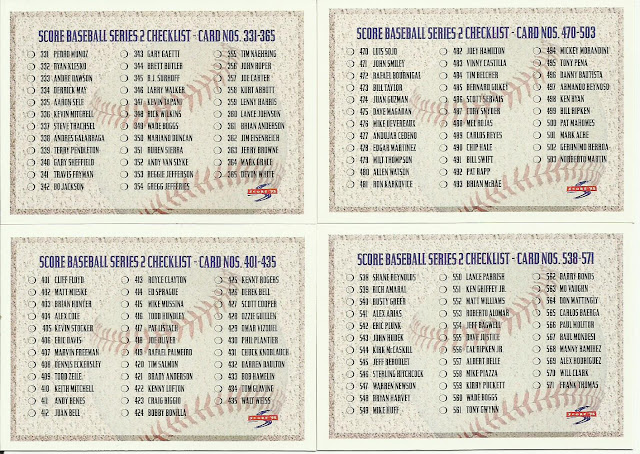 SCORE BASEBALL SERIES 2 CHECKLIST - CARD NOS. 331-365
331 PEDRO MUNOZ
332 RYAN KLESKO
333 ANDRE DAWSON
334 DERRICK MAY
335 AARON SELE
336 KEVIN MITCHELL
337 STEVE TRACHSEL
338 ANDRES GALARRAGA
339 TERRY PENDLETON
340 GARY SHEFFIELD
341 TRAVIS FRYMAN
342 BO JACKSON
343 GARY GAETTI
344 BRETT BUTLER
345 B.J. SURHOFF
346 LARRY WALKER
347 KEVIN TAPANI
348 RICK WILKINS
349 WADE BOGGS
350 MARIANO DUNCAN
351 RUBEN SIERRA
352 ANDY VAN SLYKE
353 REGGIE JEFFERSON
354 GREGG JEFFERIES
355 TIM NAEHRING
356 JOHN ROPER
357 JOE CARTER
358 KURT ABBOTT
359 LENNY HARRIS
360 LANCE JOHNSON
361 BRIAN ANDERSON
362 JIM EISENREICH
363 JERRY BROWNE
364 MARK GRACE
365 DEVON WHITE
SCORE '95
SCORE BASEBALL SERIES 2 CHECKLIST - CARD NOS. 470-503
470 LUIS SOJO
471 JOHN SMILEY
472 RAFAEL BOURNIGAL
473 BILL TAYLOR
474 JUAN GUZMAN
475 DAVE MAGADAN
476 MIKE DEVEREAUX
477 ANDUJAR CEDENO
478 EDGAR MARTINEZ
479 MILT THOMPSON
480 ALLEN WATSON
481 RON KARKOVICE
482 JOEY HAMILTON
483 VINNY CASTILLA
484 TIM BELCHER
485 BERNARD GILKEY
486 SCOTT SERVAIS
487 CORY SNYDER
488 MEL ROJAS
489 CARLOS REYES
490 CHIP HALE
491 BILL SWIFT
492 PAT RAPP
493 BRIAN MCRAE
494 MICKEY MORANDINI
495 TONY PENA
496 DANNY BAUTISTA
497 ARMANDO REYNOSO
498 KEN RYAN
499 BILL RIPKEN
500 PAT MAHOMES
501 MARK ACRE
502 GERONIMO BERROA
503 NORBERTO MARTIN
SCORE '95
SCORE BASEBALL SERIES 2 CHECKLIST - CARD NOS. 401-435
401 CLIFF FLOYD
402 MATT MIESKE
403 BRIAN HUNTER
404 ALEX COLE
405 KEVIN STOCKER
406 ERIC DAVIS
407 MARVIN FREEMAN
408 DENNIS ECKERSLEY
409 TODD ZEILE
410 KEITH MITCHELL
411 ANDY BENES
412 JUAN BELL
413 ROYCE CLAYTON
414 ED SPRAGUE
415 MIKE MUSSINA
416 TODD HUNDLEY
417 PAT LISTACH
418 JOE OLIVER
419 RAFAEL PALMEIRO
420 TIM SALMON
421 BRADY ANDERSON
422 KENNY LOFTON
423 CRAIG BIGGIO
424 BOBBY BONILLA
425 KENNY ROGERS
426 DEREK BELL
427 SCOTT COOPER
428 OZZIE GUILLEN
429 OMAR VIZQUEL
430 PHIL PLANTIER
431 CHUCK KNOBLAUCH
432 DARREN DAULTON
433 BOB HAMELIN
434 TOM GLAVINE
435 WALT WEISS
SCORE '95
SCORE BASEBALL SERIES 2 CHECKLIST - CARD NOS. 538-571
538 SHANE REYNOLDS
539 RICH AMARAL
540 RUSTY GREER
541 ALEX ARIAS
542 ERIC PLUNK
543 JOHN HUDEK
544 KIRK MCCASKILL
545 JEFF REBOULET
546 STERLING HITCHCOCK
547 WARREN NEWSON
548 BRYAN HARVEY
549 MIKE HUFF
550 LANCE PARRISH
551 KEN GRIFFEY JR.
552 MATT WILLIAMS
553 ROBERTO ALOMAR
554 JEFF BAGWELL
555 DAVE JUSTICE
556 CAL RIPKEN JR.
557 ALBERT BELLE
558 MIKE PIAZZA
559 KIRBY PUCKETT
560 WADE BOGGS
561 TONY GWYNN
562 BARRY BONDS
563 MO VAUGHN
564 DON MATTINGLY
565 CARLOS BAERGA
566 PAUL MOLITOR
567 RAUL MONDESI
568 MANNY RAMIREZ
569 ALEX RODRIGUEZ
570 WILL CLARK
571 FRANK THOMAS
SCORE '95